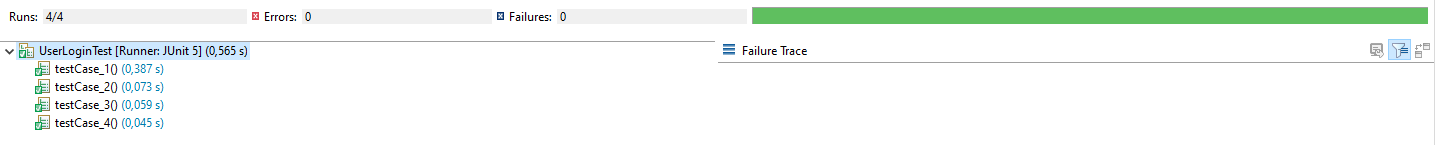 Runs: 4/4 Errors: 0 Failures: 0
UserLoginTest [Runner: JUnit 5] (0,565 s)
Failure Trace
testCase_1() (0,387 s)
testCase_2() (0,073 s)
testCase_3() (0,059 s)
testCase_4() (0,045 s)